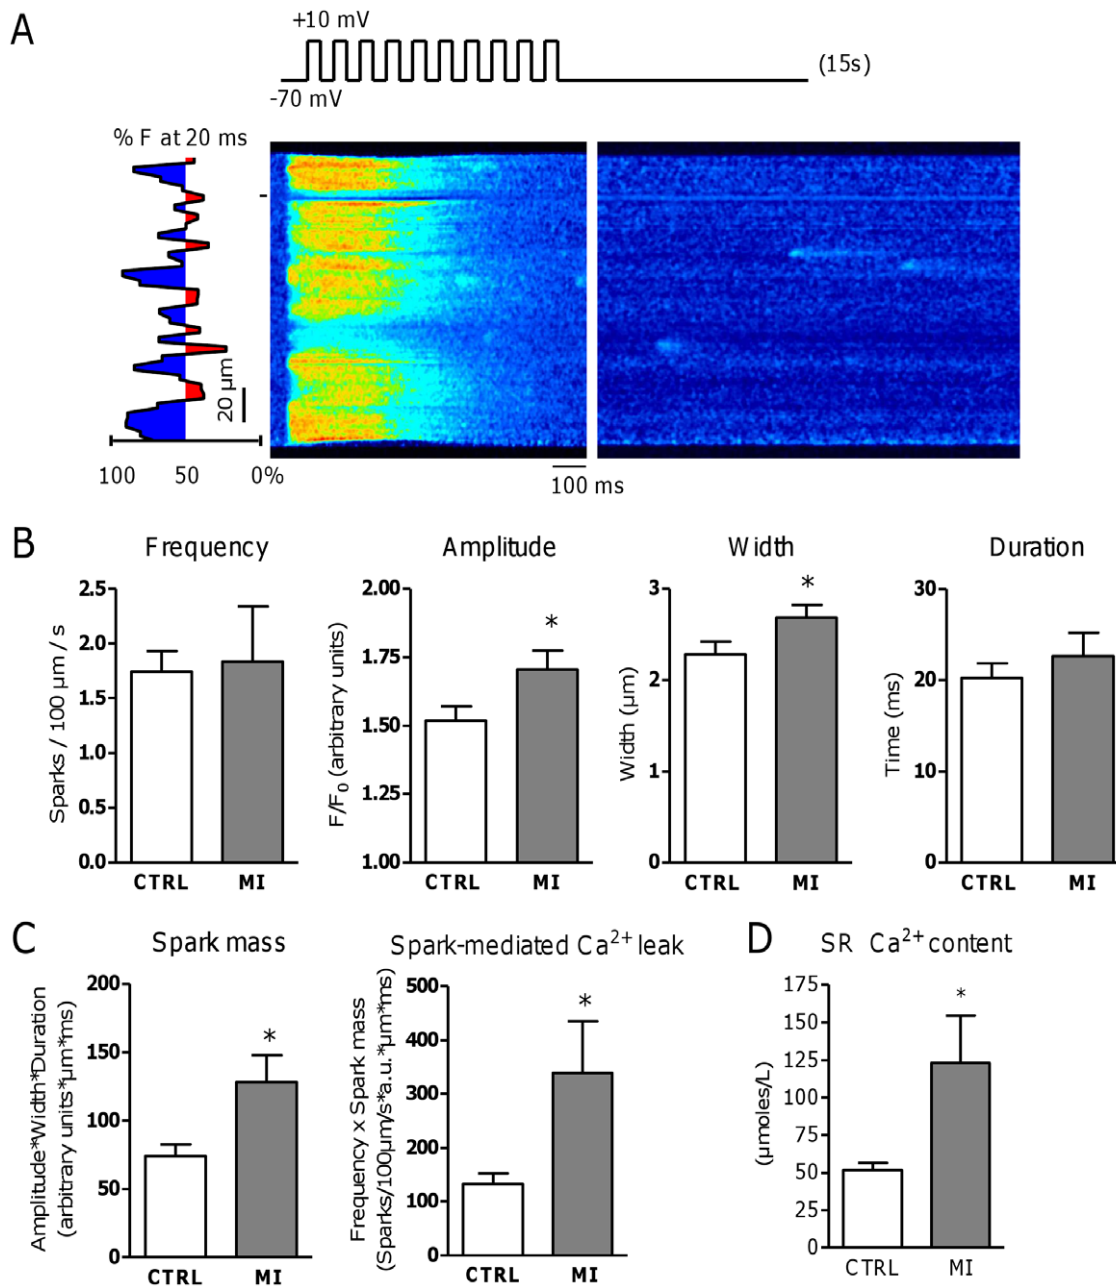 A
+10 mV
(15s)
-70 mV
% F at 20 ms
20 µm
100 50 0%
100 ms
B
Frequency
Sparks / 100 µm / s
2.5
2.0
1.5
1.0
0.5
0.0
CTRL MI
Amplitude
F/F0 (arbitrary units)
2.00
1.75
1.50
1.25
1.00
*
CTRL MI
Width
Width (µm)
3
2
1
0
*
CTRL MI
Duration
Time (ms)
30
20
10
0
CTRL MI
C
Spark mass
Amplitude*Width*Duration
(arbitrary units*µm*ms)
200
150
100
50
0
*
CTRL MI
Spark-mediated Ca2+ leak
Frequency x Spark mass
(Sparks/100µm/s*a.u.*µm*ms)
500
400
300
200
100
0
*
CTRL MI
D
SR Ca2+ content
(µmoles/L)
175
150
125
100
75
50
25
0
*
CTRL MI